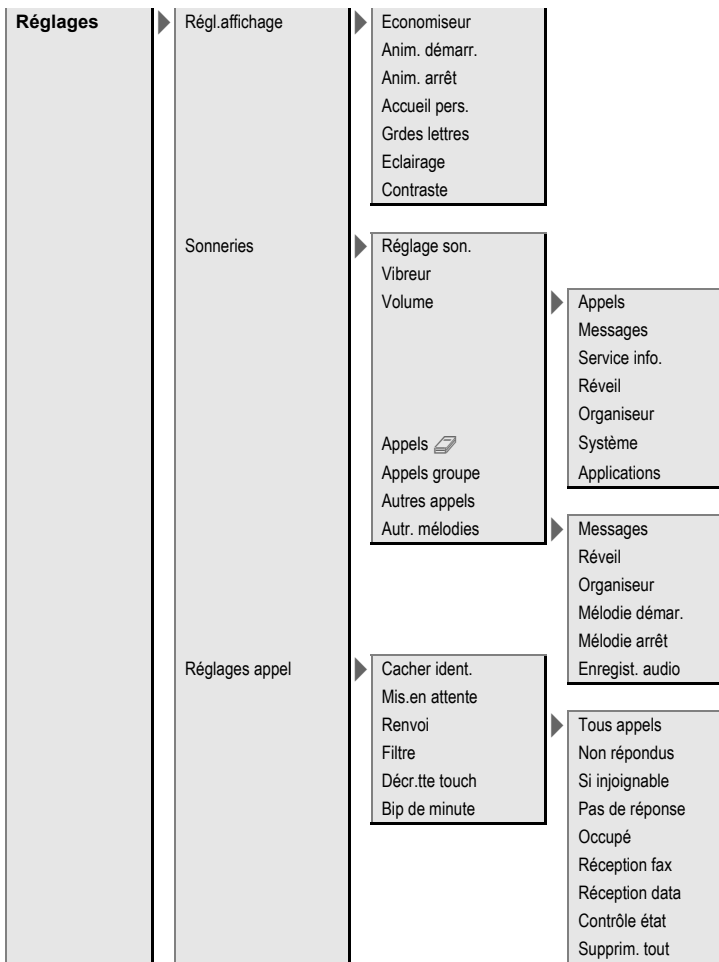 Réglages
Régl.affichage
Economiseur
Anim. démarr.
Anim. arrêt
Accueil pers.
Grdes lettres
Eclairage
Contraste
Sonneries
Réglage son.
Vibreur
Volume
Appels
Messages
Service info.
Réveil
Organiseur
Système
Applications
Appels
Appels groupe
Autres appels
Autr. mélodies
Messages
Réveil
Organiseur
Mélodie démar.
Mélodie arrêt
Enregist. audio
Réglages appel
Cacher ident.
Mis.en attente
Renvoi
Tous appels
Non répondus
Si injoignable
Pas de réponse
Occupé
Réception fax
Réception data
Contrôle état
Supprim. tout
Filtre
Décr.tte touch
Bip de minute